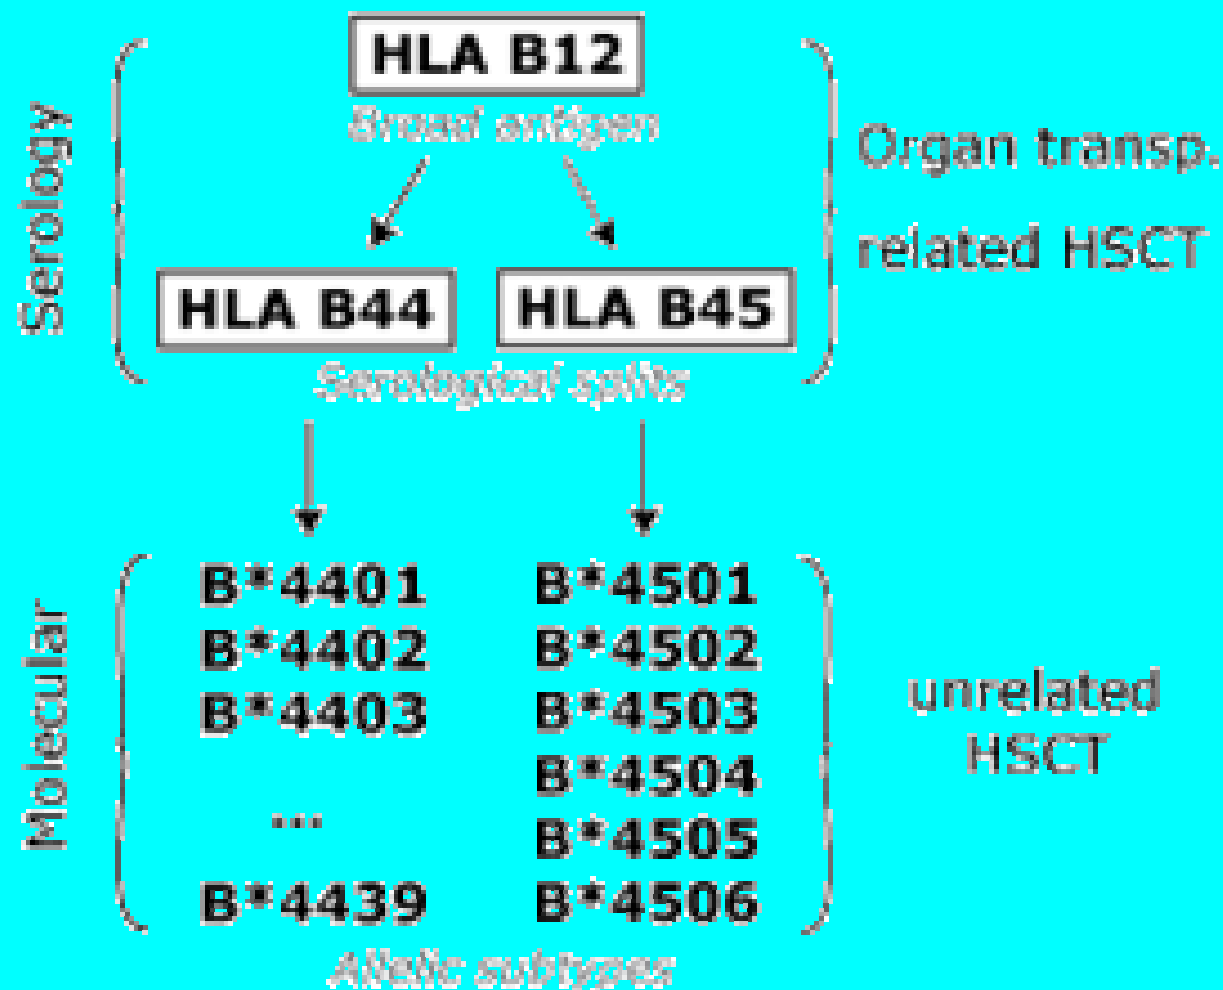 HLA B12
Broad antigen
Serology
Organ transp.
related HSCT
HLA B44 HLA B45
Serological splits
Molecular
B*4401 B*4501
B*4402 B*4502
B*4403 B*4503
B*4504
... B*4505
B*4439 B*4506
unrelated
HSCT
Allelic subtypes